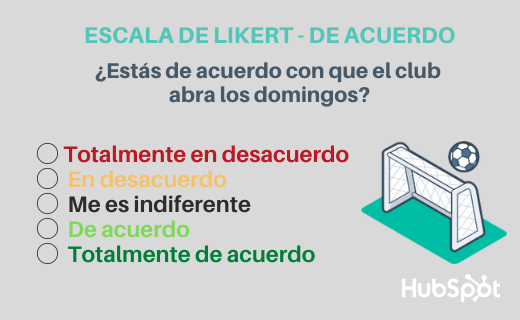 ESCALA DE LIKERT - DE ACUERDO
¿Estás de acuerdo con que el club
abra los domingos?
Totalmente en desacuerdo
En desacuerdo
Me es indiferente
De acuerdo
Totalmente de acuerdo
HubSpot